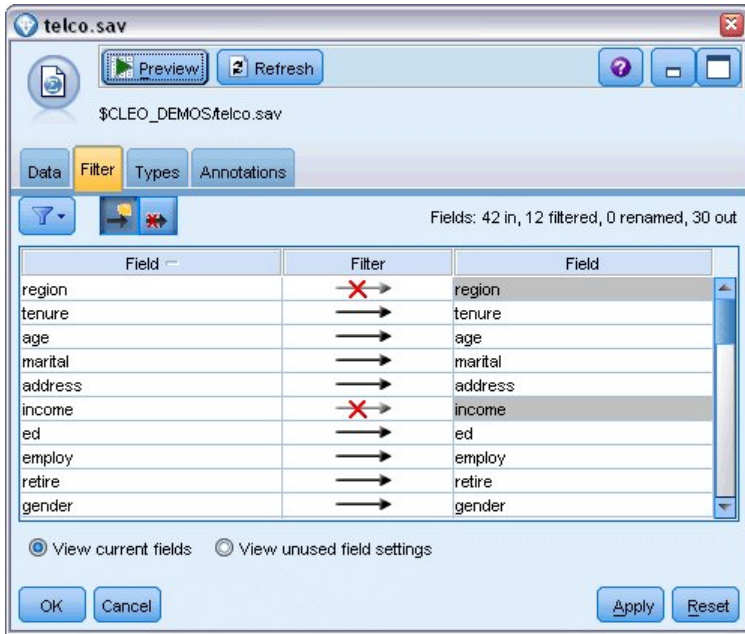 telco.sav
Preview Refresh
$CLEO_DEMOS/telco.sav
Data Filter Types Annotations
Fields: 42 in, 12 filtered, 0 renamed, 30 out
Field Filter Field
region region
tenure tenure
age age
marital marital
address address
income income
ed ed
employ employ
retire retire
gender gender
View current fields View unused field settings
OK Cancel Apply Reset